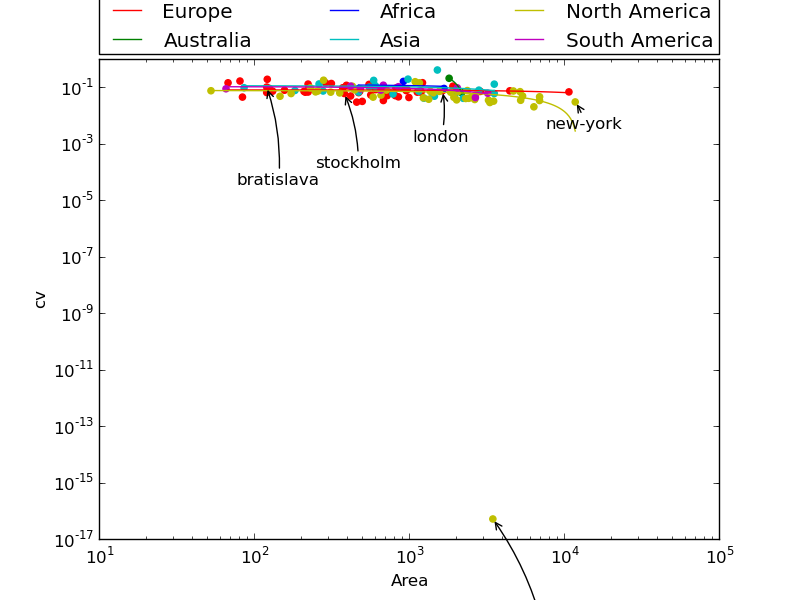 Europe Africa North America
Australia Asia South America
10^-1
new-york
london
10^-3
stockholm
bratislava
10^-5
10^-7
cv
10^-9
10^-11
10^-13
10^-15
10^-17
10^1 10^2 10^3 10^4 10^5
Area